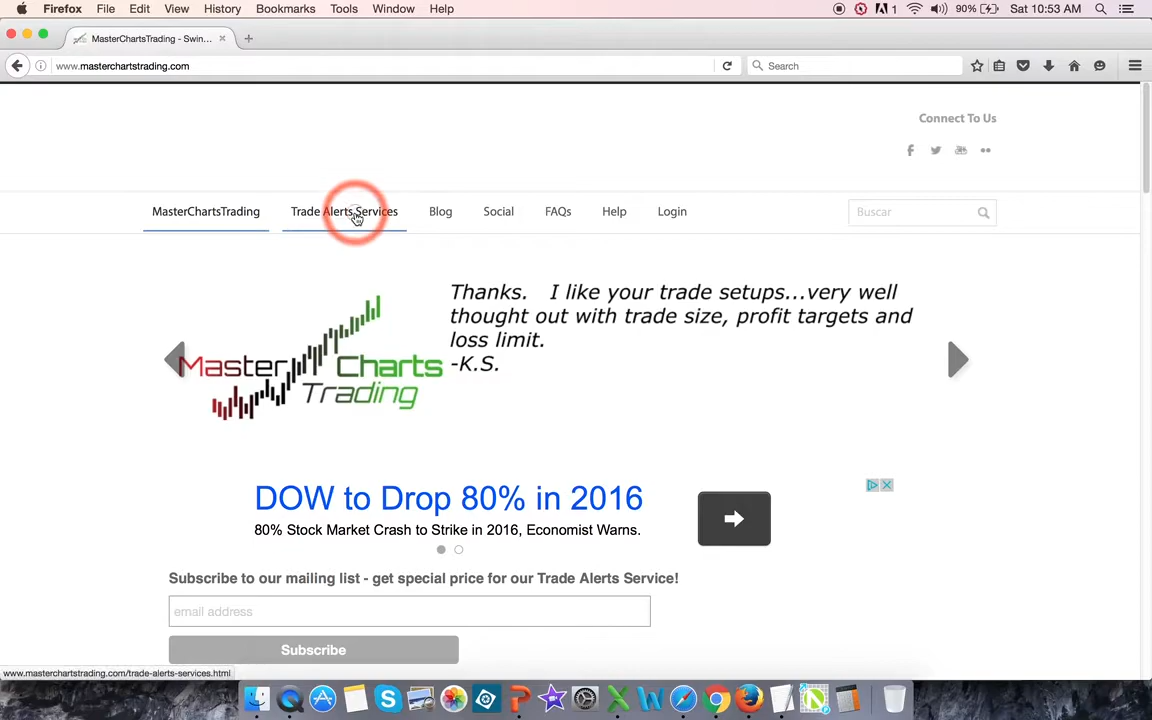 Firefox File Edit View History Bookmarks Tools Window Help
1 90% Sat 10:53 AM
MasterChartsTrading - Swin...
www.masterchartstrading.com
Search
Connect To Us
MasterChartsTrading Trade Alerts Services Blog Social FAQs Help Login
Buscar
Thanks. I like your trade setups...very well
thought out with trade size, profit targets and
loss limit.
-K.S.
Master Charts
Trading
DOW to Drop 80% in 2016
80% Stock Market Crash to Strike in 2016, Economist Warns.
Subscribe to our mailing list - get special price for our Trade Alerts Service!
email address
Subscribe
www.masterchartstrading.com/trade-alerts-services.html